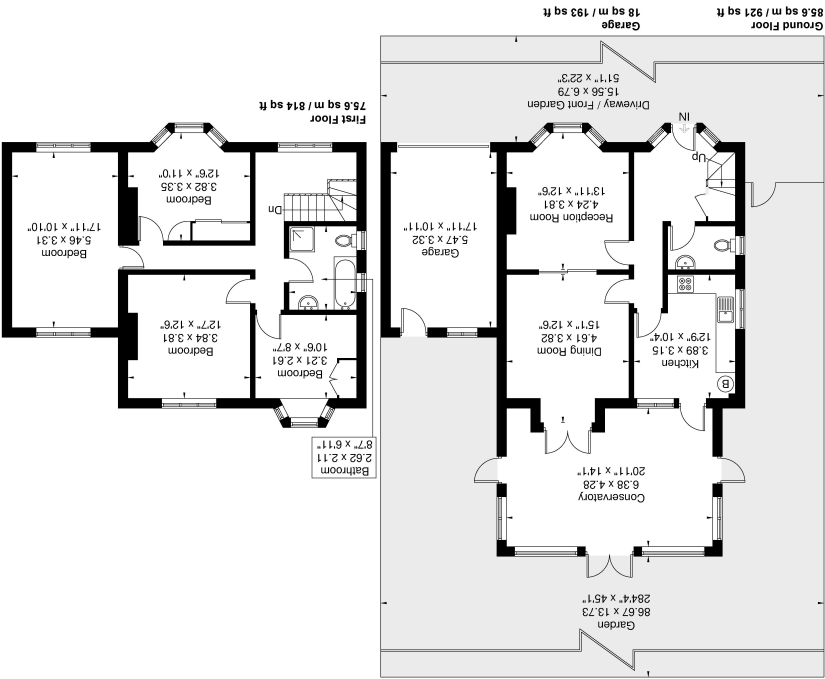 Garden
86.67 x 13.73
284'4" x 45'1"
Conservatory
6.38 x 4.28
20'11" x 14'1"
B
Kitchen
3.89 x 3.15
12'9" x 10'4"
Dining Room
4.61 x 3.82
15'1" x 12'6"
Reception Room
4.24 x 3.81
13'11" x 12'6"
Garage
5.47 x 3.32
17'11" x 10'11"
Up
IN
Driveway / Front Garden
15.56 x 6.79
51'1" x 22'3"
Ground Floor
85.6 sq m / 921 sq ft
Garage
18 sq m / 193 sq ft
Bathroom
2.62 x 2.11
8'7" x 6'11"
Bedroom
3.21 x 2.61
10'6" x 8'7"
Bedroom
3.84 x 3.81
12'7" x 12'6"
Bedroom
5.46 x 3.31
17'11" x 10'10"
Dn
Bedroom
3.82 x 3.35
12'6" x 11'0"
First Floor
75.6 sq m / 814 sq ft